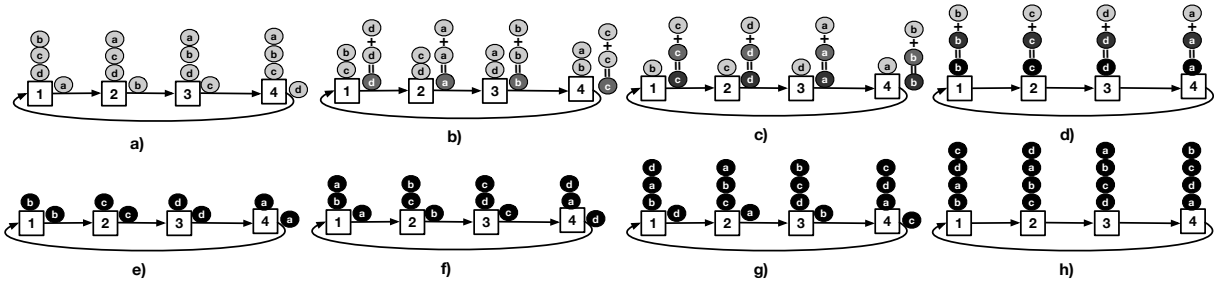 b a a a
c c b b
d a d b d c c d
1 2 3 4
a)
d a b c
+ + + +
b d c a a b a c
c d d a d b b c
1 2 3 4
b)
c d a b
+ + + +
c d a b
b c c d d a a b
1 2 3 4
c)
b c d a
+ + + +
b c d a
b c d a
1 2 3 4
d)
b b c c d d a a
1 2 3 4
e)
a b c d
b a c b d c a d
1 2 3 4
f)
d a b c
a b c d
b d c a d b a c
1 2 3 4
g)
c d a b
d a b c
a b c d
b c d a
1 2 3 4
h)